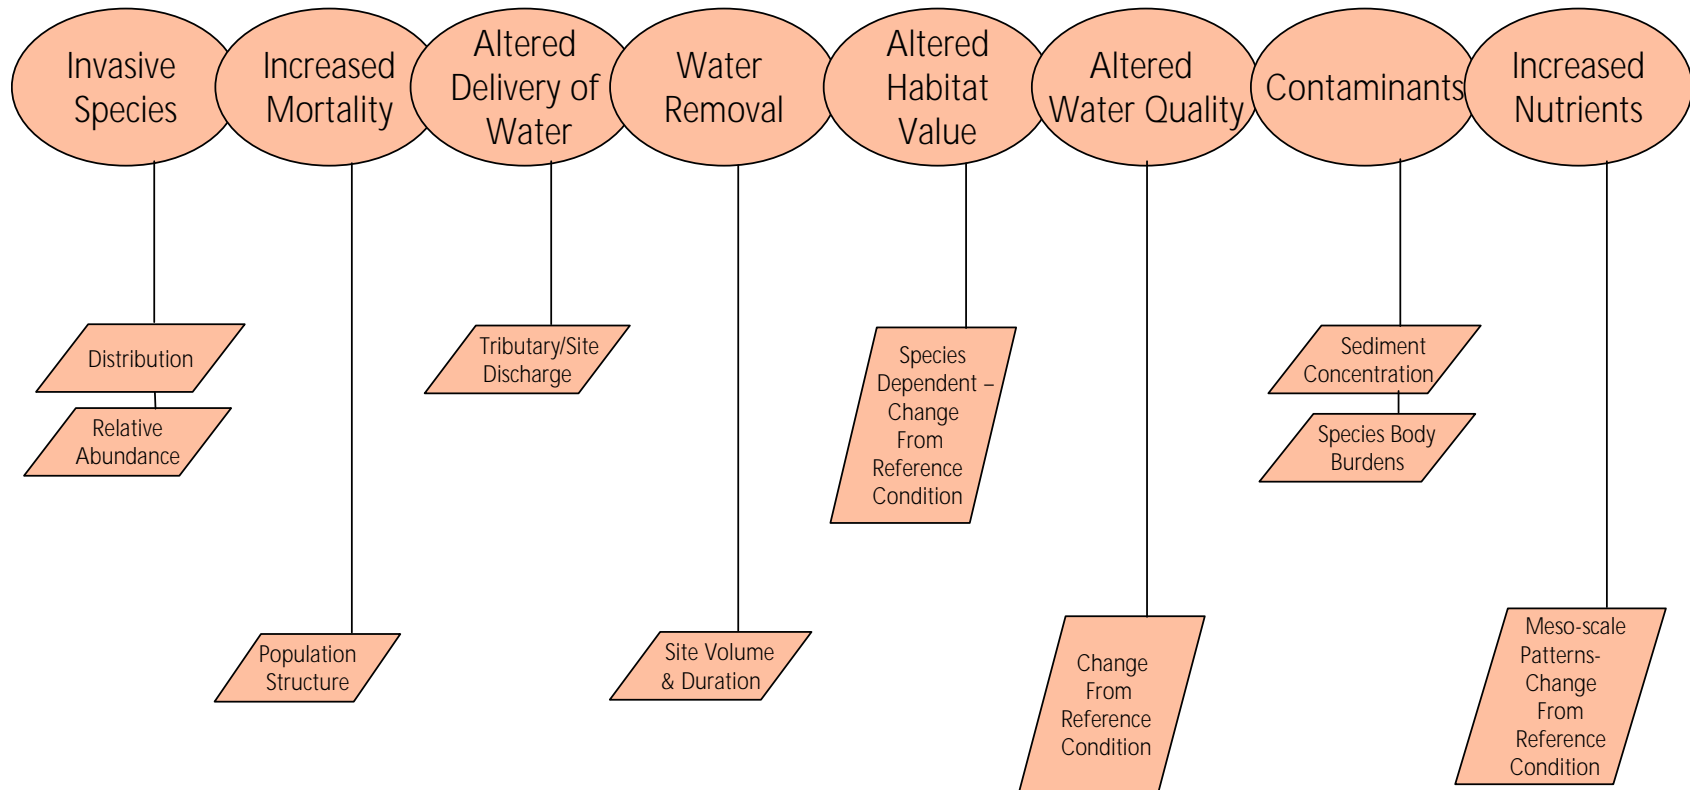 Invasive
Species
Increased
Mortality
Altered
Delivery of
Water
Water
Removal
Altered
Habitat
Value
Altered
Water Quality
Contaminants
Increased
Nutrients
Distribution
Relative
Abundance
Tributary/Site
Discharge
Species
Dependent –
Change
From
Reference
Condition
Sediment
Concentration
Species Body
Burdens
Population
Structure
Site Volume
& Duration
Change
From
Reference
Condition
Meso-scale
Patterns-
Change
From
Reference
Condition